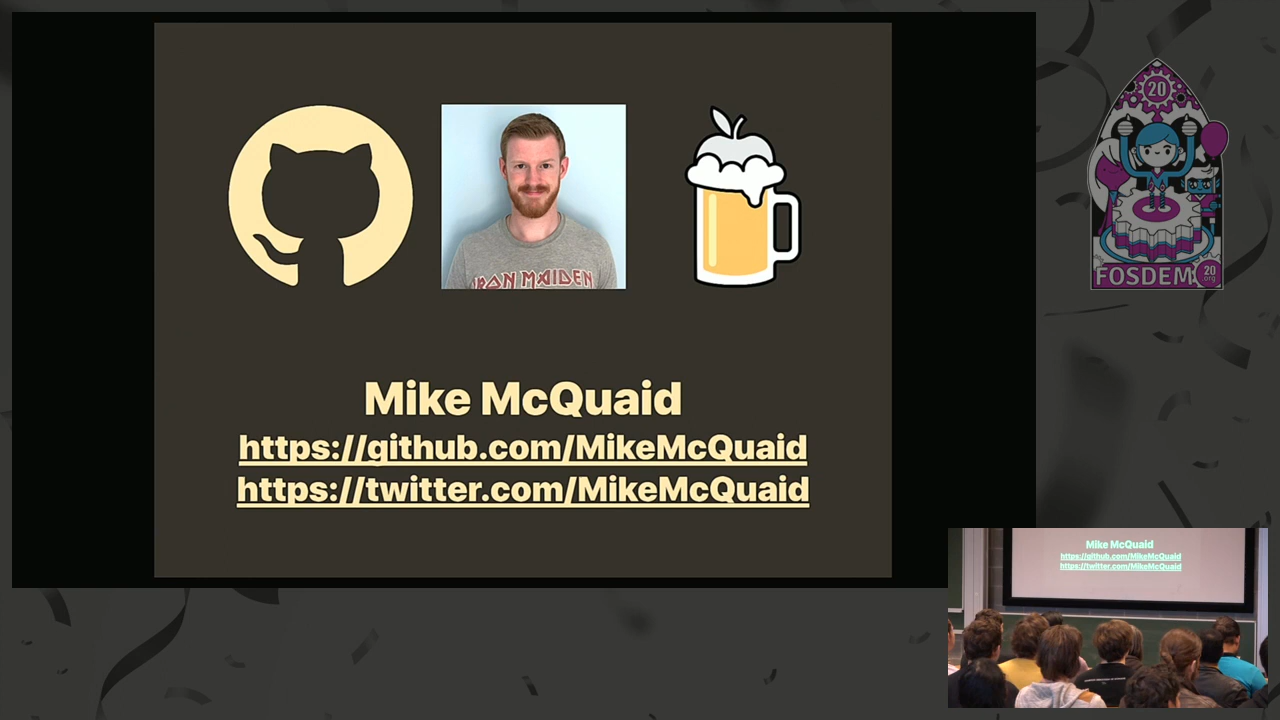 IRON MAIDEN
Mike McQuaid
https://github.com/MikeMcQuaid
https://twitter.com/MikeMcQuaid
20
FOSDEM 20
.org
Mike McQuaid
https://github.com/MikeMcQuaid
https://twitter.com/MikeMcQuaid